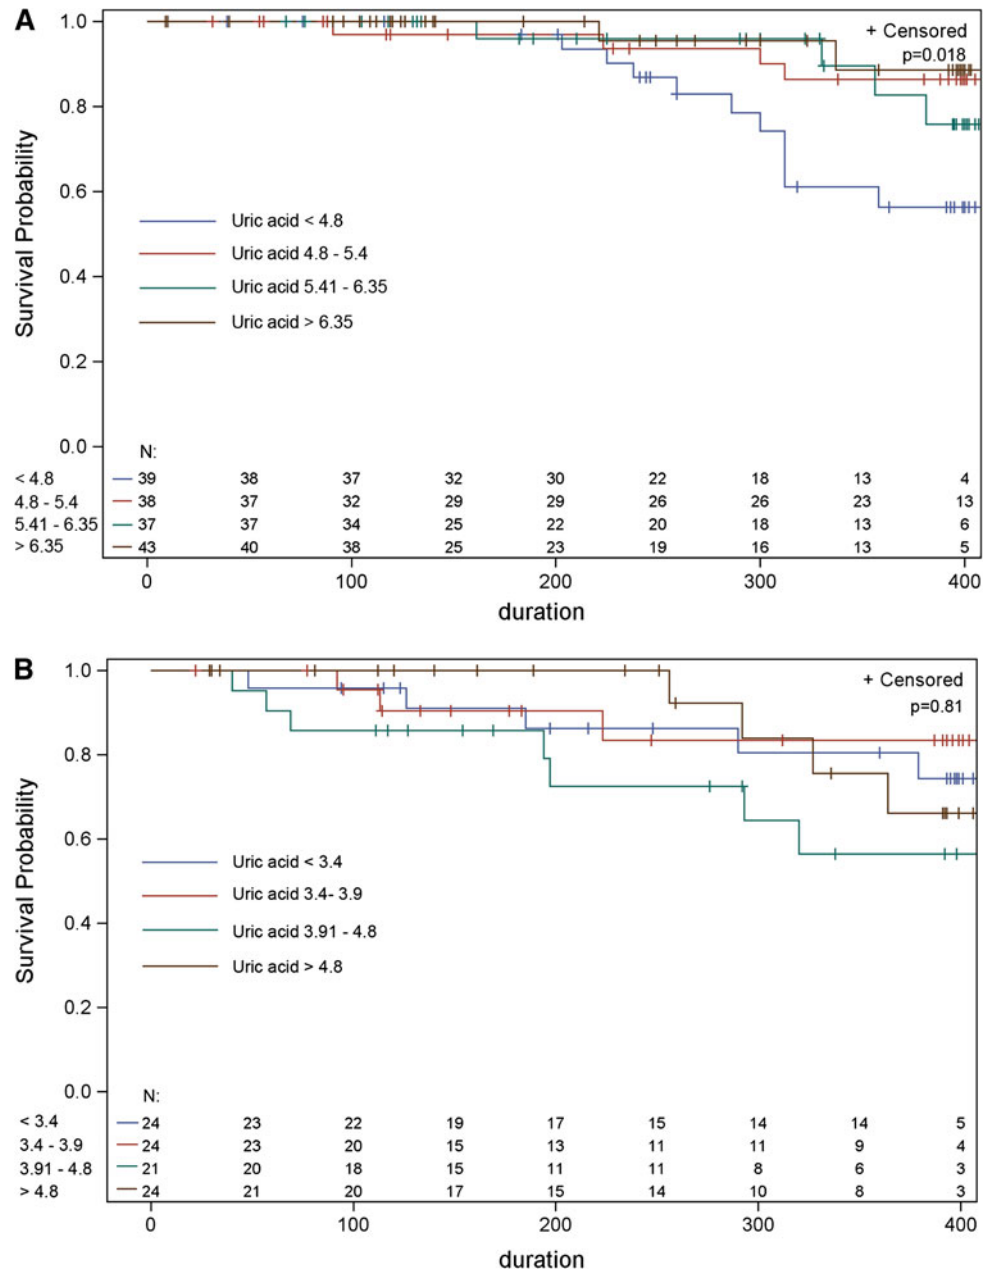 A
+ Censored
p=0.018
1.0
0.8
0.6
0.4
0.2
0.0
Survival Probability
Uric acid < 4.8
Uric acid 4.8 - 5.4
Uric acid 5.41 - 6.35
Uric acid > 6.35
N:
< 4.8 39 38 37 32 30 22 18 13 4
4.8 - 5.4 38 37 32 29 29 26 26 23 13
5.41 - 6.35 37 37 34 25 22 20 18 13 6
> 6.35 43 40 38 25 23 19 16 13 5
0 100 200 300 400
duration
B
+ Censored
p=0.81
1.0
0.8
0.6
0.4
0.2
0.0
Survival Probability
Uric acid < 3.4
Uric acid 3.4- 3.9
Uric acid 3.91 - 4.8
Uric acid > 4.8
N:
< 3.4 24 23 22 19 17 15 14 14 5
3.4 - 3.9 24 23 20 15 13 11 11 9 4
3.91 - 4.8 21 20 18 15 11 11 8 6 3
> 4.8 24 21 20 17 15 14 10 8 3
0 100 200 300 400
duration